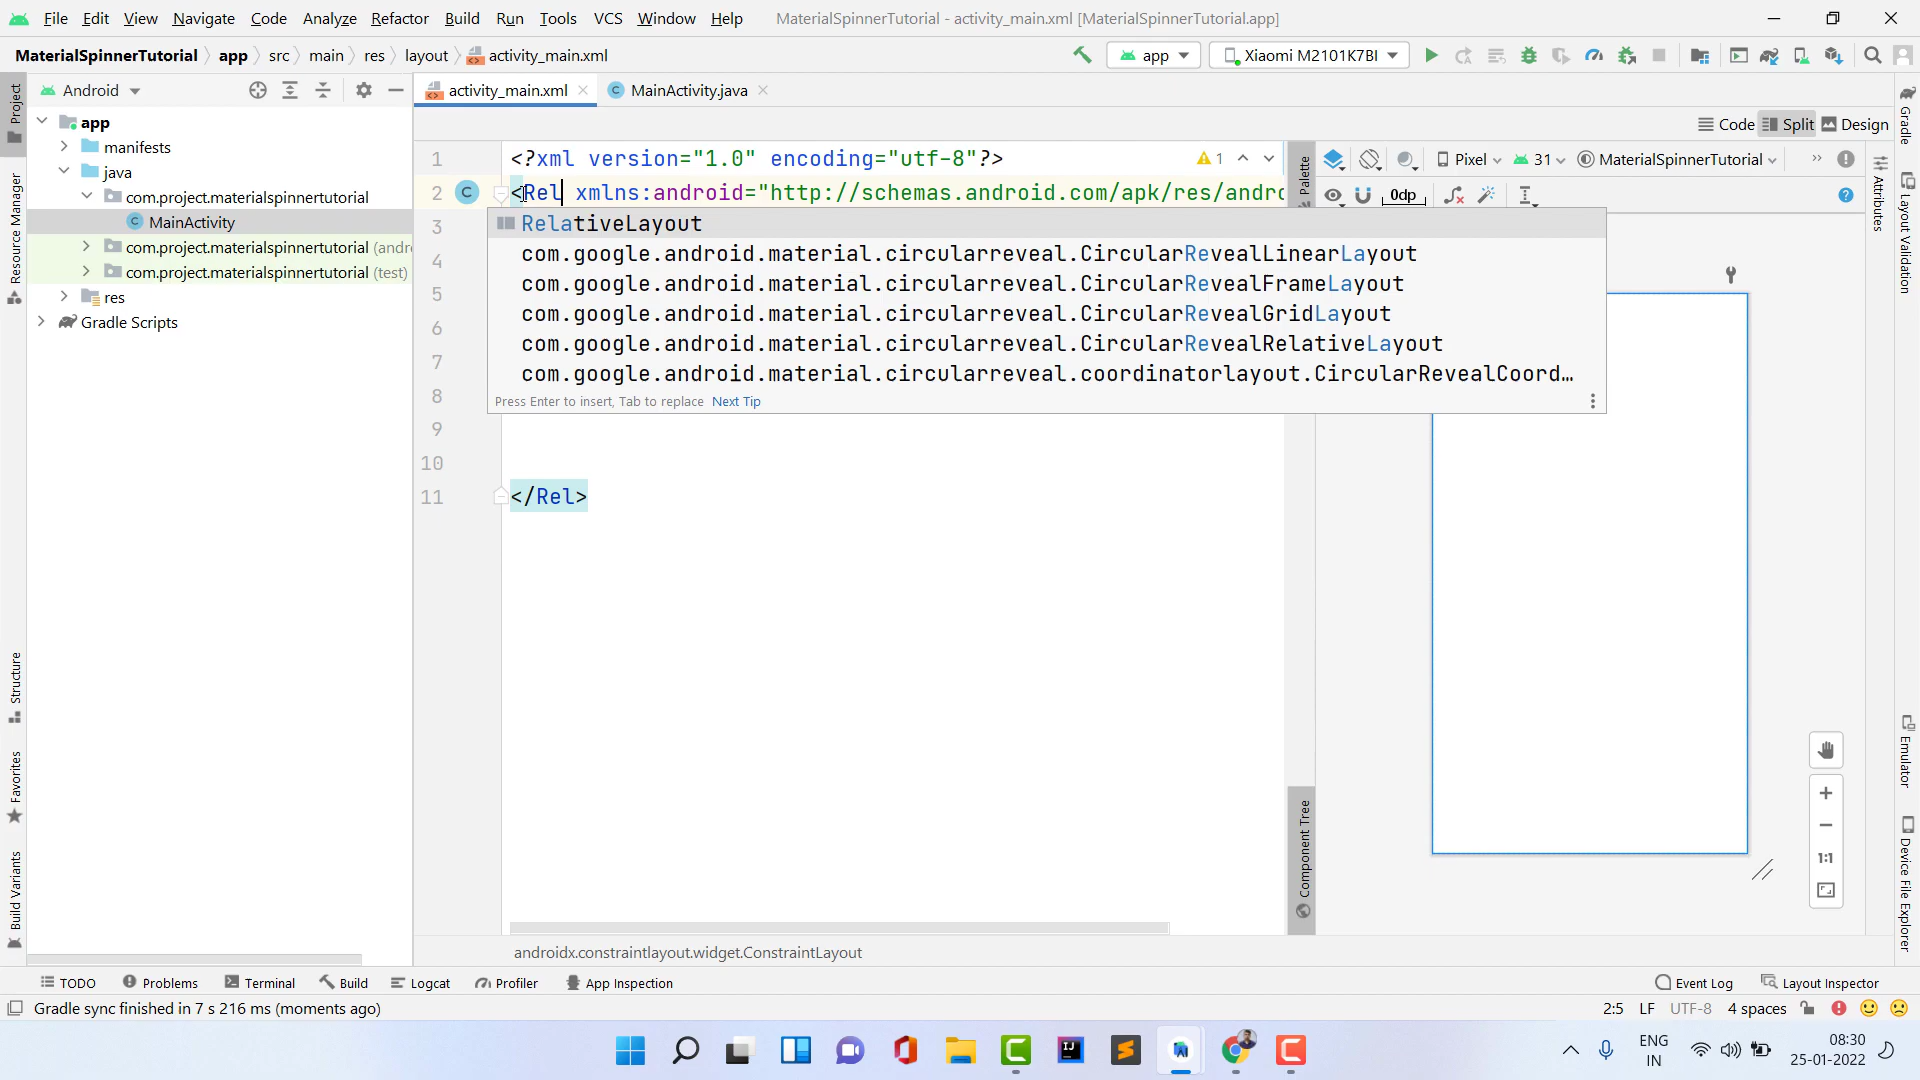 File Edit View Navigate Code Analyze Refactor Build Run Tools VCS Window Help MaterialSpinnerTutorial - activity_main.xml [MaterialSpinnerTutorial.app]
MaterialSpinnerTutorial app src main res layout activity_main.xml app Xiaomi M2101K7BI
Android activity_main.xml MainActivity.java
Code Split Design
app
manifests
java
com.project.materialspinnertutorial
MainActivity
com.project.materialspinnertutorial (andr
com.project.materialspinnertutorial (test)
res
Gradle Scripts
Project
Resource Manager
Structure
Favorites
Build Variants
1 <?xml version="1.0" encoding="utf-8"?> 1
2 <Rel xmlns:android="http://schemas.android.com/apk/res/andro
3
4
5
6
7
8
9
10
11 </Rel>
RelativeLayout
com.google.android.material.circularreveal.CircularRevealLinearLayout
com.google.android.material.circularreveal.CircularRevealFrameLayout
com.google.android.material.circularreveal.CircularRevealGridLayout
com.google.android.material.circularreveal.CircularRevealRelativeLayout
com.google.android.material.circularreveal.coordinatorlayout.CircularRevealCoord…
Press Enter to insert, Tab to replace Next Tip
Palette
Pixel 31 MaterialSpinnerTutorial
0dp
Component Tree
1:1
Attributes
Gradle
Layout Validation
Emulator
Device File Explorer
androidx.constraintlayout.widget.ConstraintLayout
TODO Problems Terminal Build Logcat Profiler App Inspection Event Log Layout Inspector
Gradle sync finished in 7 s 216 ms (moments ago) 2:5 LF UTF-8 4 spaces
ENG
IN
08:30
25-01-2022